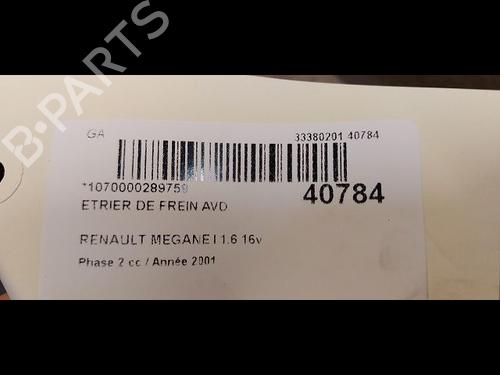 B-PARTS
GA
33380201 40784
*1070000289759
40784
ETRIER DE FREIN AVD
RENAULT MEGANE I 1.6 16v
Phase 2 cc / Année 2001